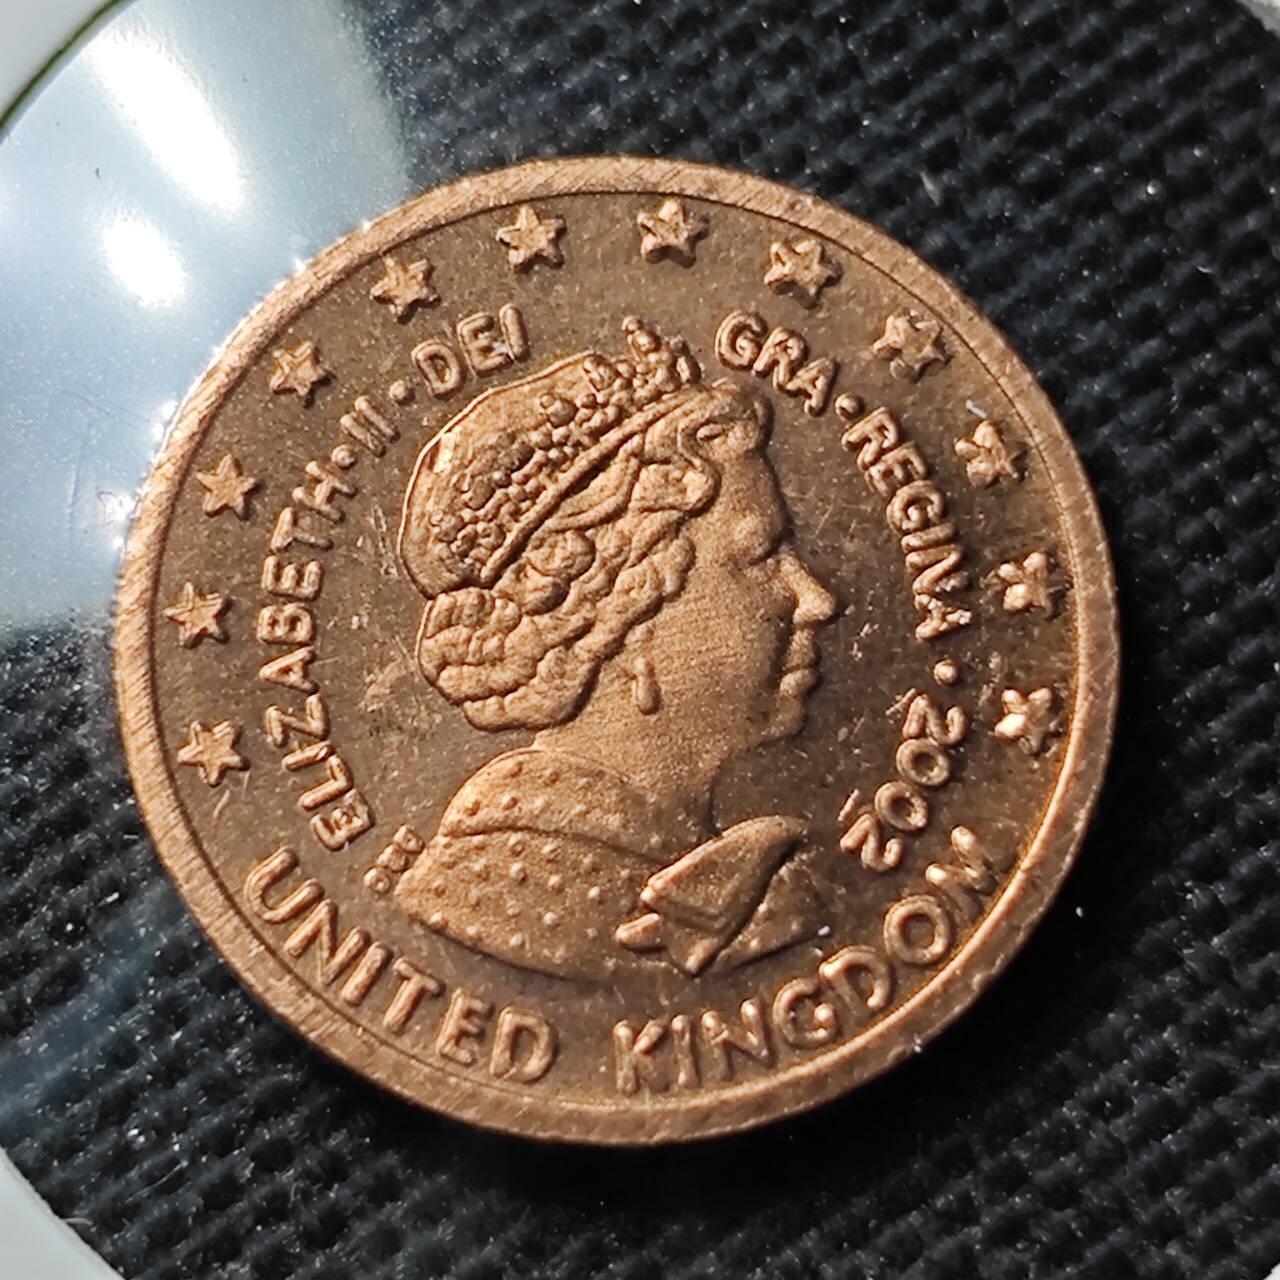 ELIZABETH·II·DEI GRA·REGINA·2002
UNITED KINGDOM